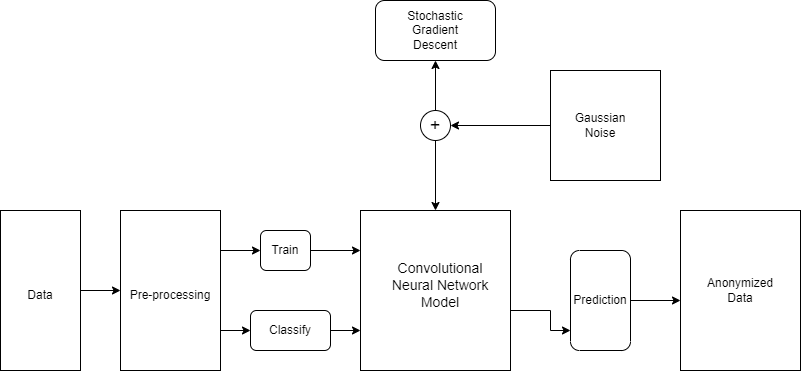 Stochastic
Gradient
Descent
+
Gaussian
Noise
Train
Convolutional
Neural Network
Model
Data
Pre-processing
Classify
Prediction
Anonymized
Data